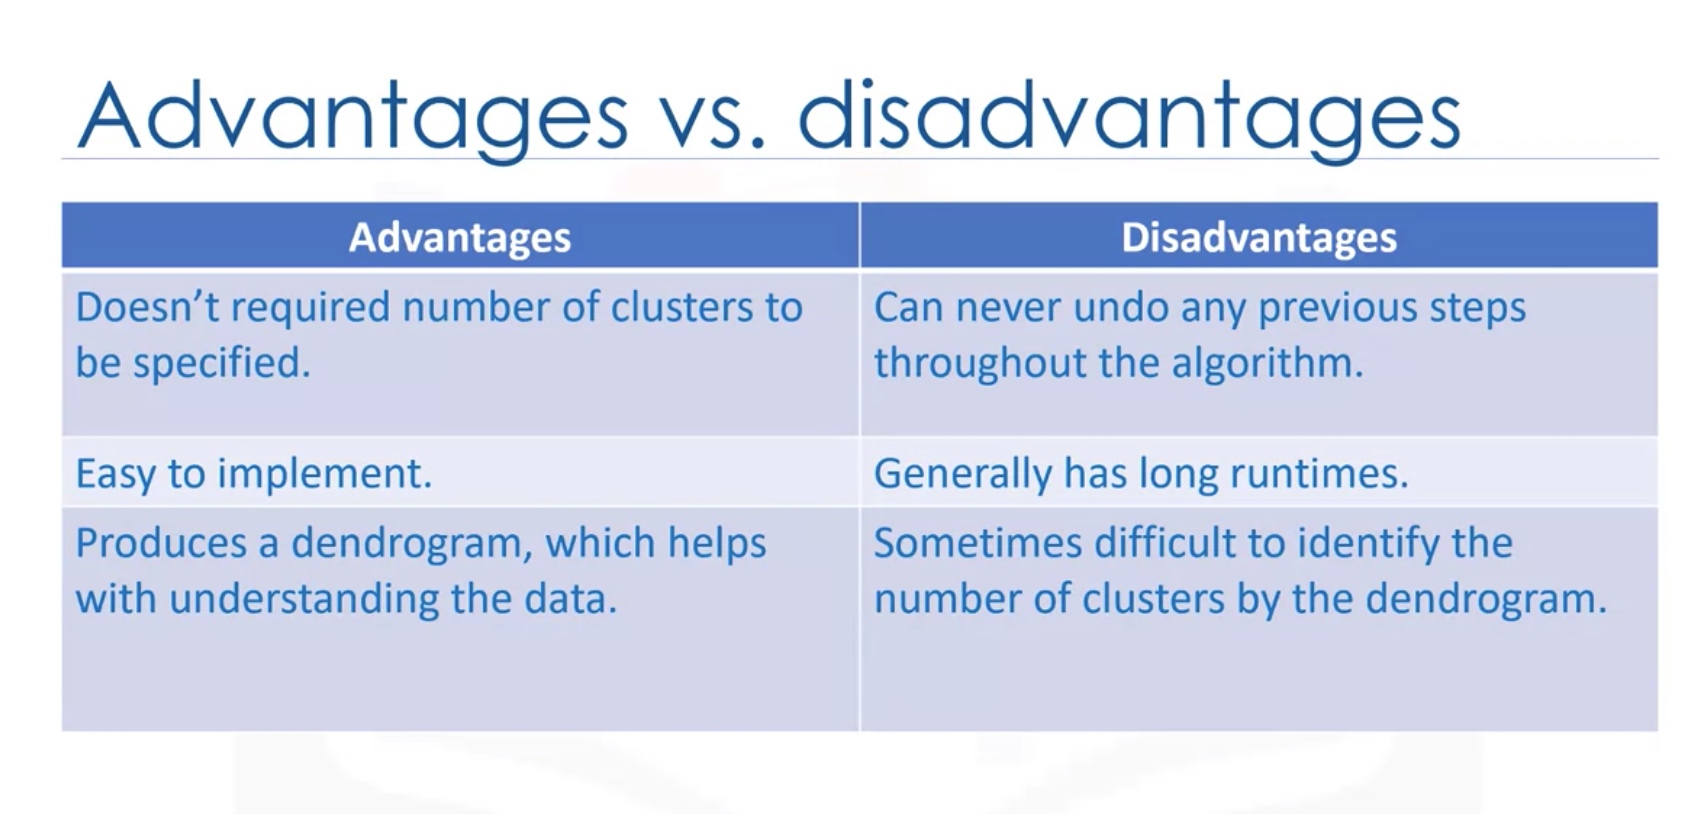 Advantages vs. disadvantages
Advantages
Disadvantages
Doesn’t required number of clusters to
be specified.
Can never undo any previous steps
throughout the algorithm.
Easy to implement.
Generally has long runtimes.
Produces a dendrogram, which helps
with understanding the data.
Sometimes difficult to identify the
number of clusters by the dendrogram.